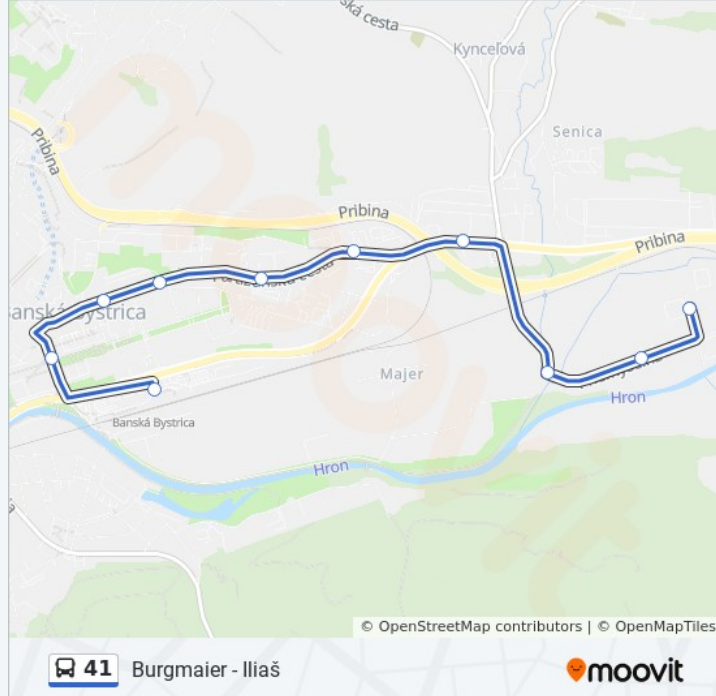 ská cesta
Kynceľová
Pribina
Senica
Pribina
Pribina
anská Bystrica
Majer
Banská Bystrica
Hron
Hron
© OpenStreetMap contributors | © OpenMapTiles
41 Burgmaier - Iliaš
moovit